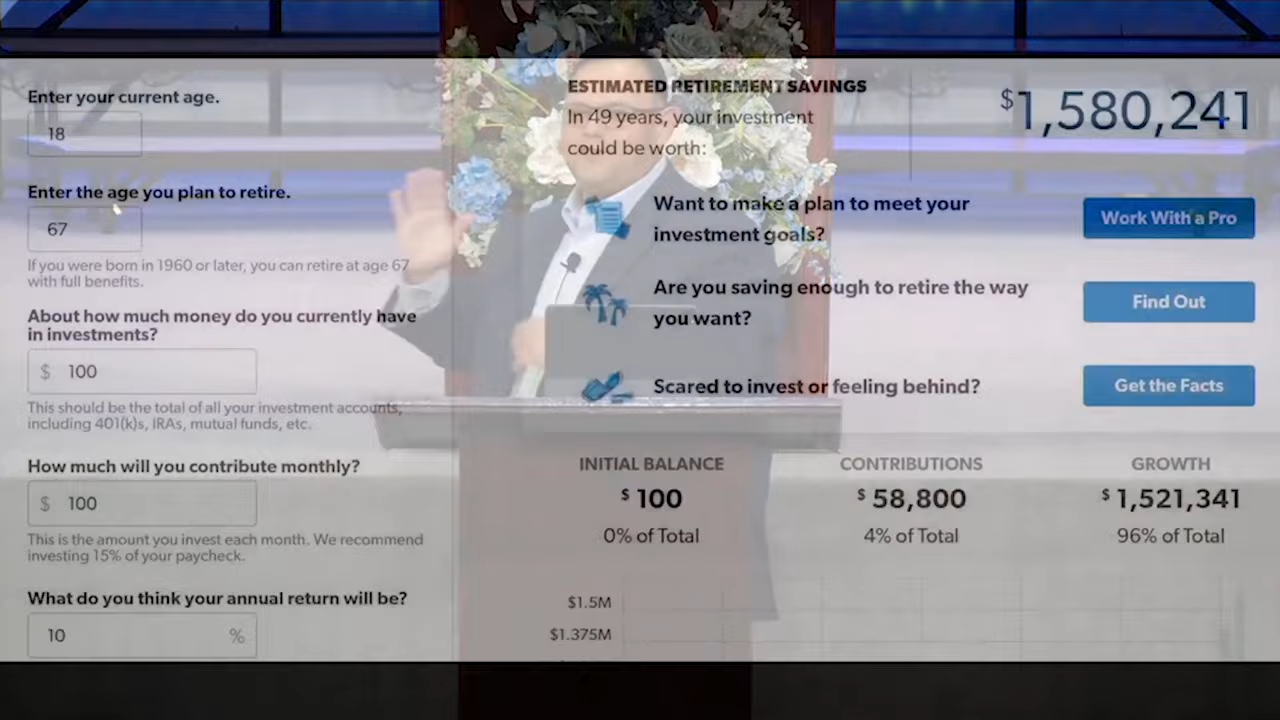 Enter your current age.
18
Enter the age you plan to retire.
67
If you were born in 1960 or later, you can retire at age 67
with full benefits.
About how much money do you currently have
in investments?
$ 100
This should be the total of all your investment accounts,
including 401(k)s, IRAs, mutual funds, etc.
How much will you contribute monthly?
$ 100
This is the amount you invest each month. We recommend
investing 15% of your paycheck.
What do you think your annual return will be?
10 %
ESTIMATED RETIREMENT SAVINGS
In 49 years, your investment
could be worth:
$1,580,241
Want to make a plan to meet your
investment goals?
Work With a Pro
Are you saving enough to retire the way
you want?
Find Out
Scared to invest or feeling behind?
Get the Facts
INITIAL BALANCE
$ 100
0% of Total
CONTRIBUTIONS
$ 58,800
4% of Total
GROWTH
$ 1,521,341
96% of Total
$1.5M
$1.375M